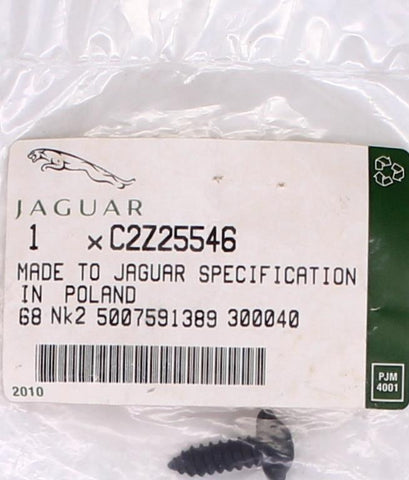 JAGUAR
1 x C2Z25546
MADE TO JAGUAR SPECIFICATION
IN POLAND
68 Nk2 5007591389 300040
2010
PJM
4001